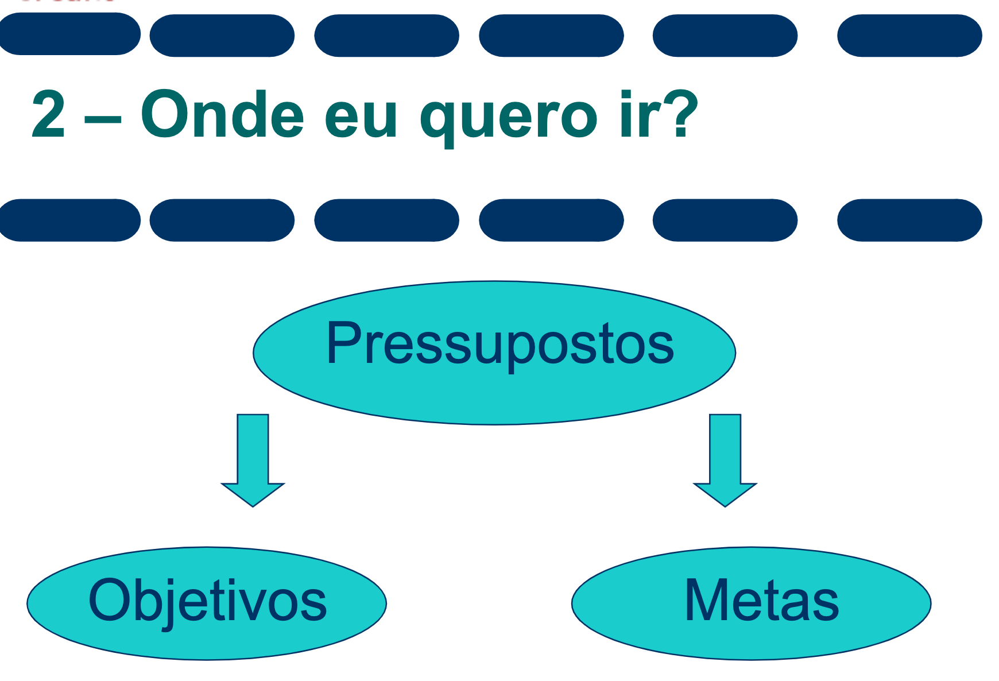 2 – Onde eu quero ir?
Pressupostos
Objetivos
Metas